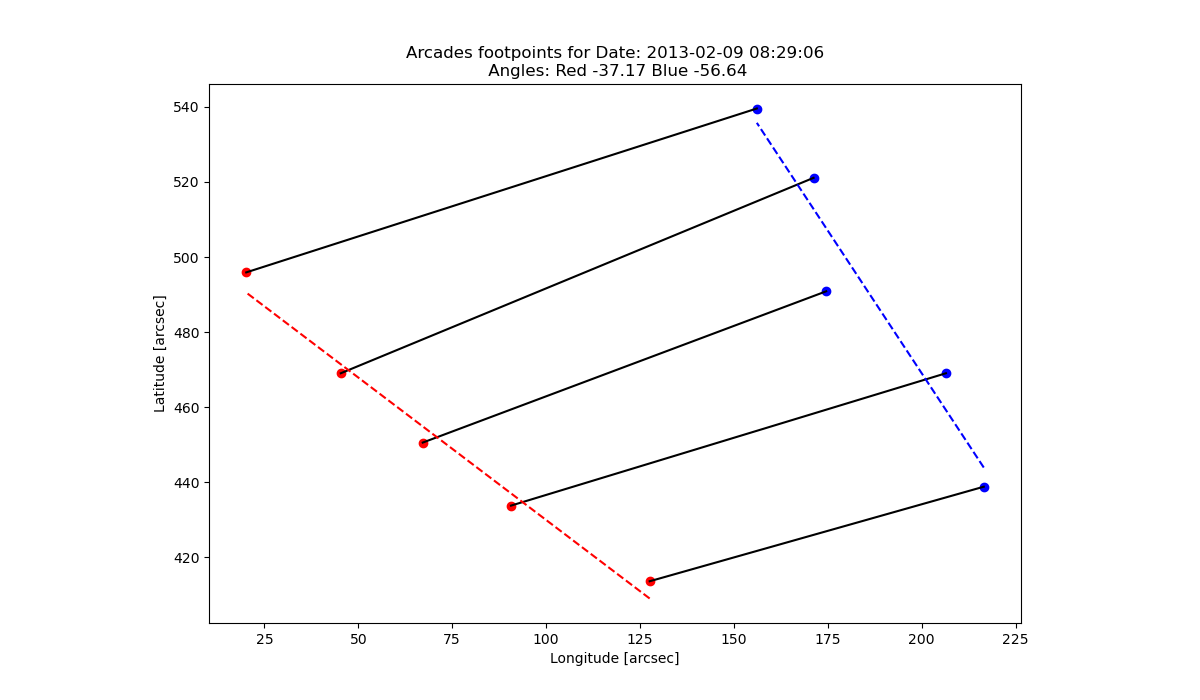 Arcades footpoints for Date: 2013-02-09 08:29:06
Angles: Red -37.17 Blue -56.64
540
520
500
480
460
440
420
Latitude [arcsec]
25 50 75 100 125 150 175 200 225
Longitude [arcsec]